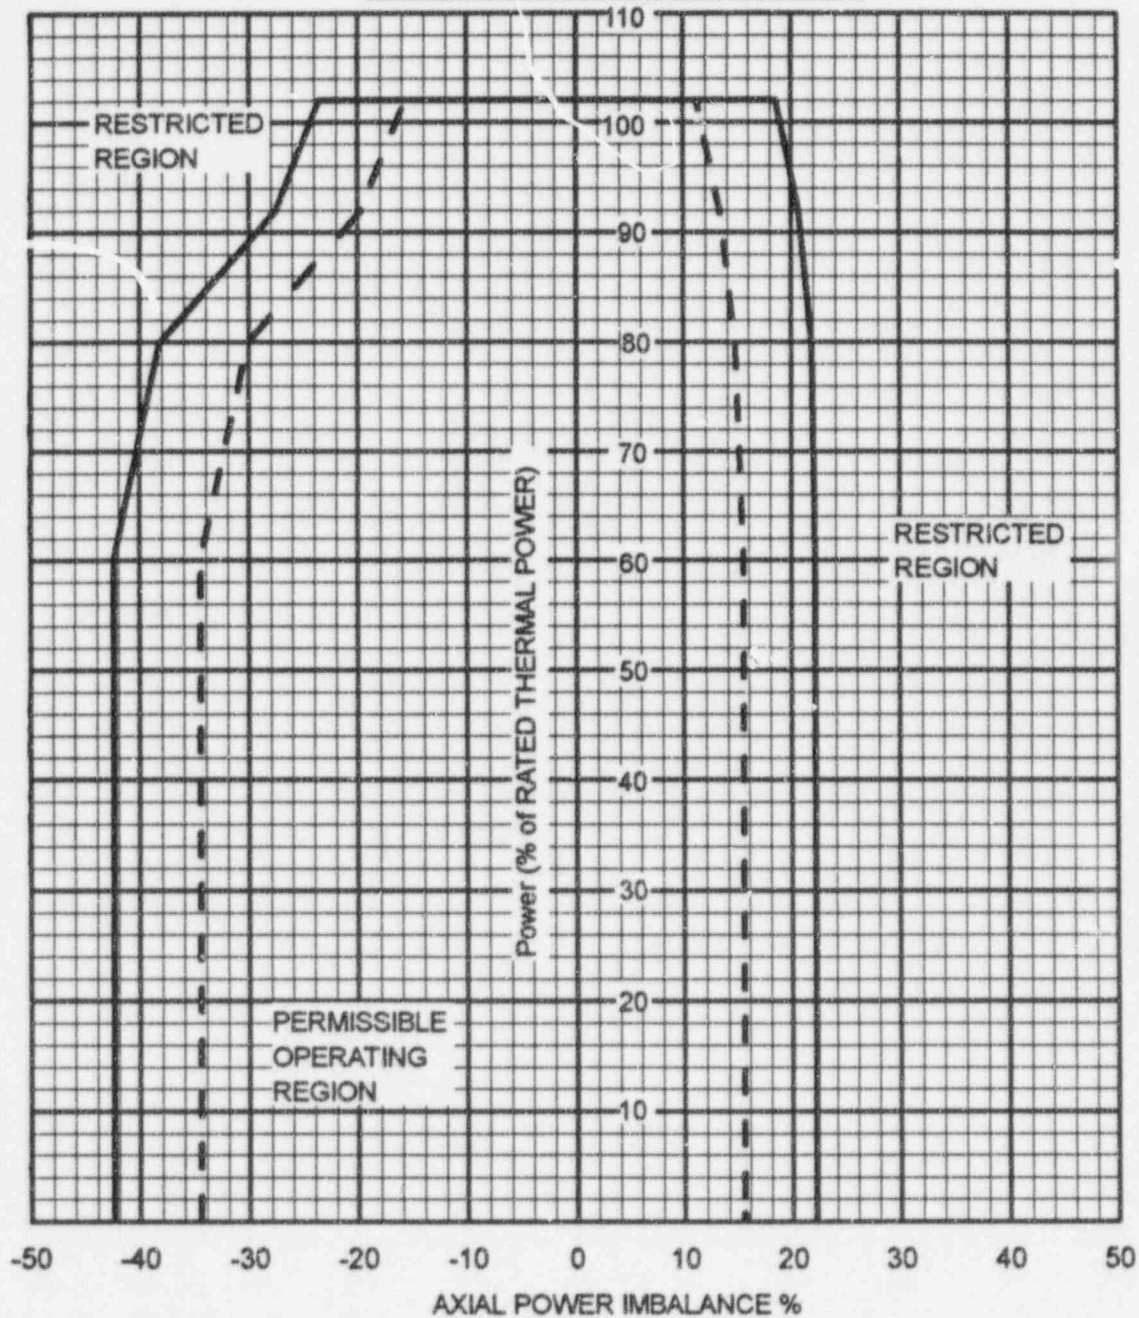 110
RESTRICTED
REGION
100
90
80
70
RESTRICTED
REGION
60
50
Power (% of RATED THERMAL POWER)
40
30
20
PERMISSIBLE
OPERATING
REGION
10
-50 -40 -30 -20 -10 0 10 20 30 40 50
AXIAL POWER IMBALANCE %